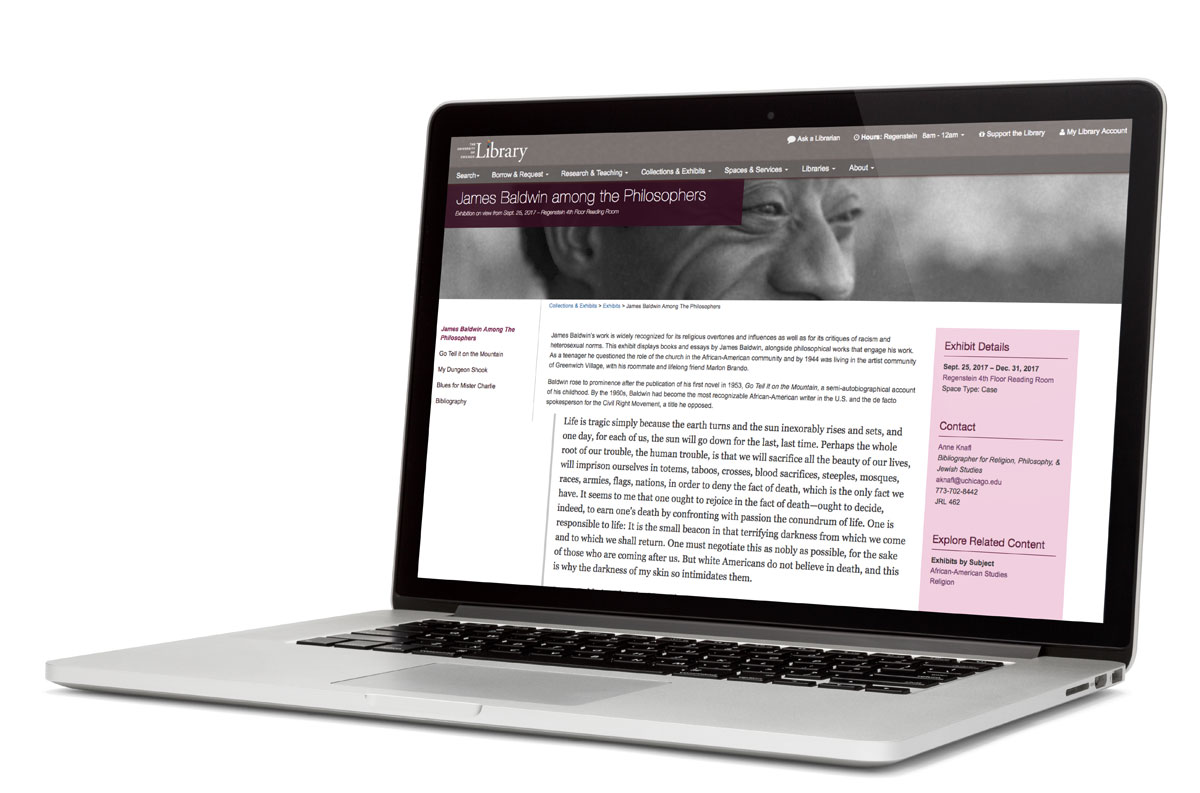 THE UNIVERSITY OF CHICAGO Library
Ask a Librarian Hours: Regenstein 8am - 12am Support the Library My Library Account
Search Borrow & Request Research & Teaching Collections & Exhibits Spaces & Services Libraries About
James Baldwin among the Philosophers
Exhibition on view from Sept. 25, 2017 – Regenstein 4th Floor Reading Room
Collections & Exhibits > Exhibits > James Baldwin Among The Philosophers
James Baldwin Among The
Philosophers
Go Tell it on the Mountain
My Dungeon Shook
Blues for Mister Charlie
Bibliography
James Baldwin's work is widely recognized for its religious overtones and influences as well as for its critiques of racism and
heterosexual norms. This exhibit displays books and essays by James Baldwin, alongside philosophical works that engage his work.
As a teenager he questioned the role of the church in the African-American community and by 1944 was living in the artist community
of Greenwich Village, with his roommate and lifelong friend Marlon Brando.
Baldwin rose to prominence after the publication of his first novel in 1953, Go Tell it on the Mountain, a semi-autobiographical account
of his childhood. By the 1960s, Baldwin had become the most recognizable African-American writer in the U.S. and the de facto
spokesperson for the Civil Right Movement, a title he opposed.
Life is tragic simply because the earth turns and the sun inexorably rises and sets, and
one day, for each of us, the sun will go down for the last, last time. Perhaps the whole
root of our trouble, the human trouble, is that we will sacrifice all the beauty of our lives,
will imprison ourselves in totems, taboos, crosses, blood sacrifices, steeples, mosques,
races, armies, flags, nations, in order to deny the fact of death, which is the only fact we
have. It seems to me that one ought to rejoice in the fact of death—ought to decide,
indeed, to earn one's death by confronting with passion the conundrum of life. One is
responsible to life: It is the small beacon in that terrifying darkness from which we come
and to which we shall return. One must negotiate this as nobly as possible, for the sake
of those who are coming after us. But white Americans do not believe in death, and this
is why the darkness of my skin so intimidates them.
Exhibit Details
Sept. 25, 2017 – Dec. 31, 2017
Regenstein 4th Floor Reading Room
Space Type: Case
Contact
Anne Knafl
Bibliographer for Religion, Philosophy, &
Jewish Studies
aknafl@uchicago.edu
773-702-8442
JRL 462
Explore Related Content
Exhibits by Subject
African-American Studies
Religion